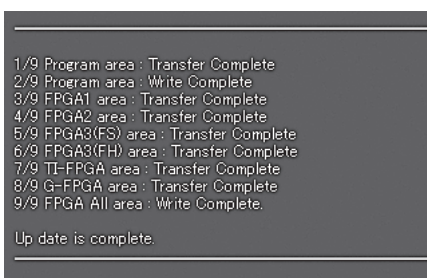 1/9 Program area : Transfer Complete
2/9 Program area : Write Complete
3/9 FPGA1 area : Transfer Complete
4/9 FPGA2 area : Transfer Complete
5/9 FPGA3(FS) area : Transfer Complete
6/9 FPGA3(FH) area : Transfer Complete
7/9 TI-FPGA area : Transfer Complete
8/9 G-FPGA area : Transfer Complete
9/9 FPGA All area : Write Complete.
Up date is complete.